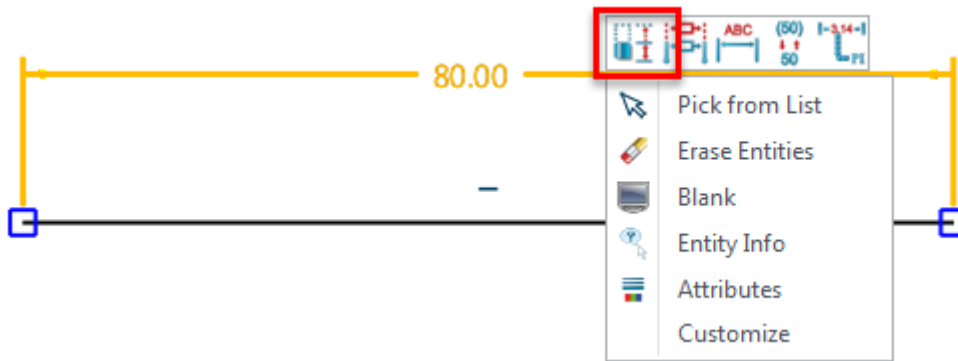 ABC
(50)
50
3,14
PI
80.00
Pick from List
Erase Entities
Blank
Entity Info
Attributes
Customize